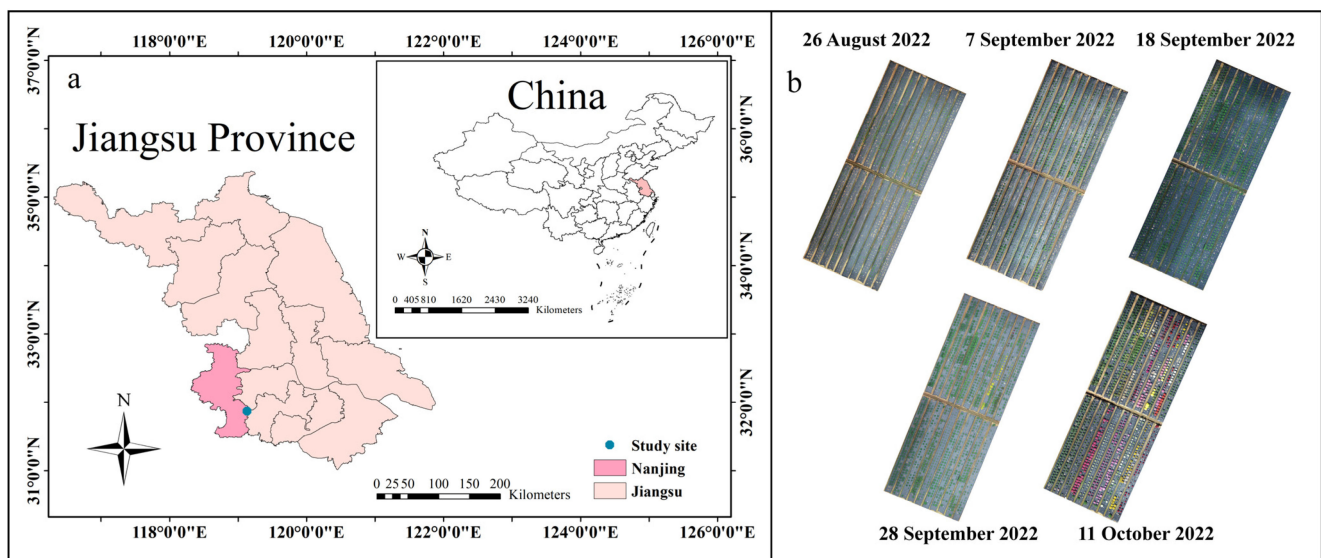 118°0'0"E 120°0'0"E 122°0'0"E 124°0'0"E 126°0'0"E
a
Jiangsu Province
China
N
W E
S
0 405 810 1620 2430 3240
Kilometers
37°0'0"N
35°0'0"N
33°0'0"N
31°0'0"N
36°0'0"N
34°0'0"N
32°0'0"N
N
Study site
Nanjing
Jiangsu
0 25 50 100 150 200
Kilometers
118°0'0"E 120°0'0"E 122°0'0"E 124°0'0"E 126°0'0"E
b
26 August 2022 7 September 2022 18 September 2022
28 September 2022 11 October 2022